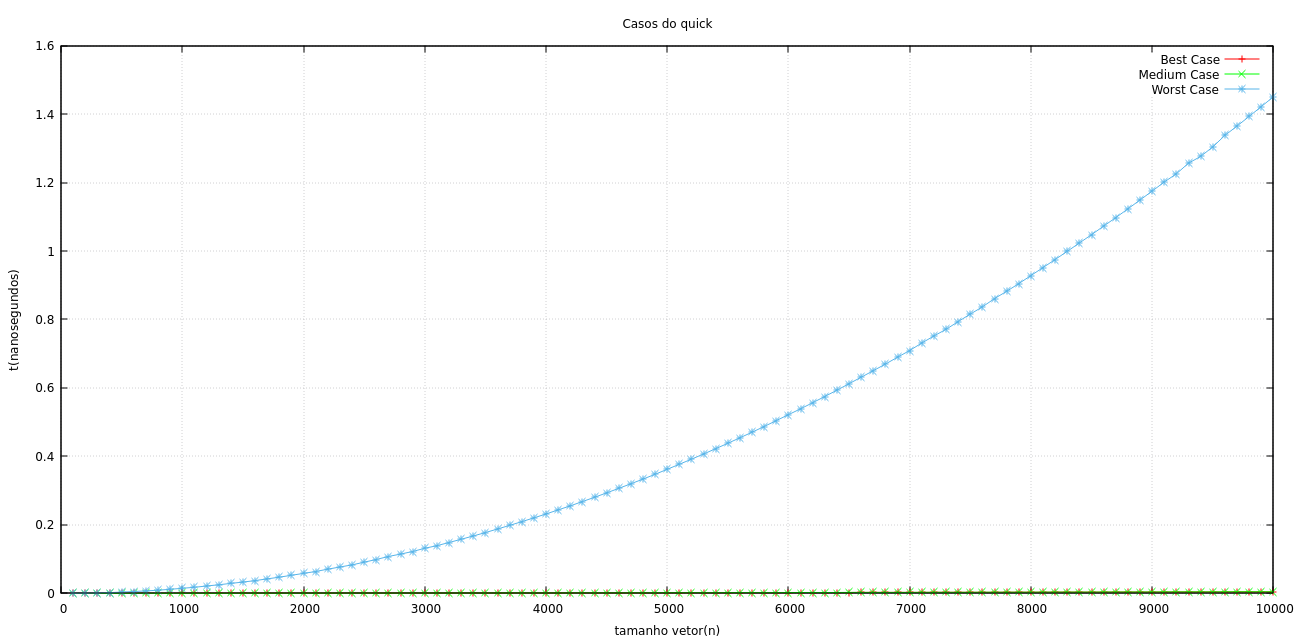 Casos do quick
1.6
1.4
1.2
1
0.8
0.6
0.4
0.2
0
t(nanosegundos)
Best Case
Medium Case
Worst Case
0 1000 2000 3000 4000 5000 6000 7000 8000 9000 10000
tamanho vetor(n)